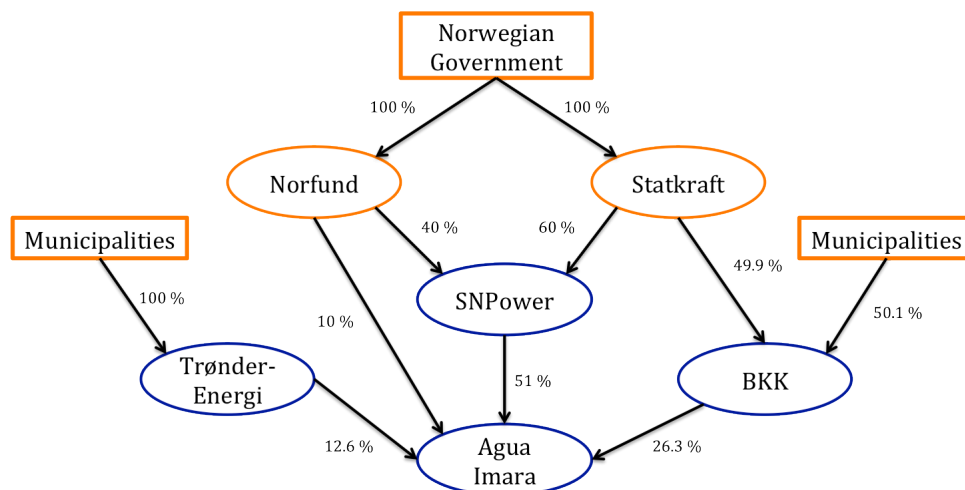 Norwegian
Government
100 %
100 %
Norfund
Statkraft
Municipalities
40 %
60 %
Municipalities
49.9 %
100 %
SNPower
50.1 %
10 %
Trønder-
Energi
51 %
BKK
12.6 %
Agua
Imara
26.3 %